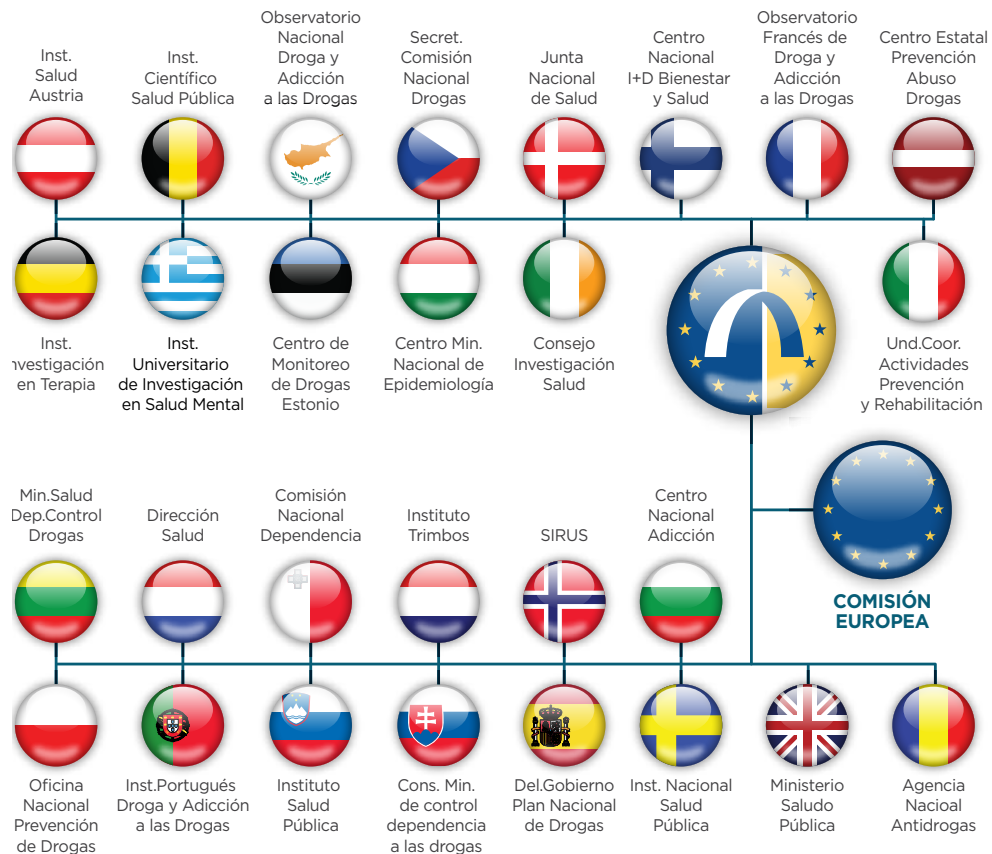 Inst.
Salud
Austria
Inst.
Científico
Salud Pública
Observatorio
Nacional
Droga y
Adicción
a las Drogas
Secret.
Comisión
Nacional
Drogas
Junta
Nacional
de Salud
Centro
Nacional
I+D Bienestar
y Salud
Observatorio
Francés de
Droga y
Adicción
a las Drogas
Centro Estatal
Prevención
Abuso
Drogas
Inst.
nvestigación
en Terapia
Inst.
Universitario
de Investigación
en Salud Mental
Centro de
Monitoreo
de Drogas
Estonio
Centro Min.
Nacional de
Epidemiología
Consejo
Investigación
Salud
Und.Coor.
Actividades
Prevención
y Rehabilitación
Min.Salud
Dep.Control
Drogas
Dirección
Salud
Comisión
Nacional
Dependencia
Instituto
Trimbos
SIRUS
Centro
Nacional
Adicción
COMISIÓN
EUROPEA
Oficina
Nacional
Prevención
de Drogas
Inst.Portugués
Droga y Adicción
a las Drogas
Instituto
Salud
Pública
Cons. Min.
de control
dependencia
a las drogas
Del.Gobierno
Plan Nacional
de Drogas
Inst. Nacional
Salud
Pública
Ministerio
Saludo
Pública
Agencia
Nacioal
Antidrogas